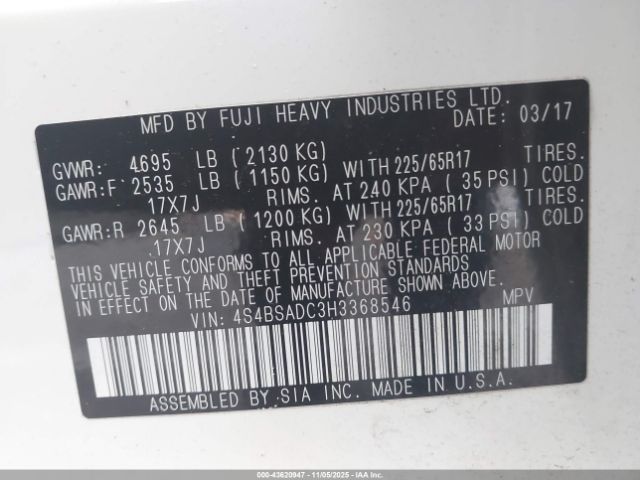 MFD BY FUJI HEAVY INDUSTRIES LTD.
DATE: 03/17
GVWR: 4695 LB ( 2130 KG)
GAWR:F 2535 LB ( 1150 KG) WITH 225/65R17 TIRES.
17X7J RIMS. AT 240 KPA ( 35 PSI) COLD
GAWR:R 2645 LB ( 1200 KG) WITH 225/65R17 TIRES.
17X7J RIMS. AT 230 KPA ( 33 PSI) COLD
THIS VEHICLE CONFORMS TO ALL APPLICABLE FEDERAL MOTOR
VEHICLE SAFETY AND THEFT PREVENTION STANDARDS
IN EFFECT ON THE DATE OF MANUFACTURE SHOWN ABOVE.
VIN: 4S4BSADC3H3368546 MPV
ASSEMBLED BY SIA INC. MADE IN U.S.A.
000-43620947 - 11/05/2025 - IAAI.COM